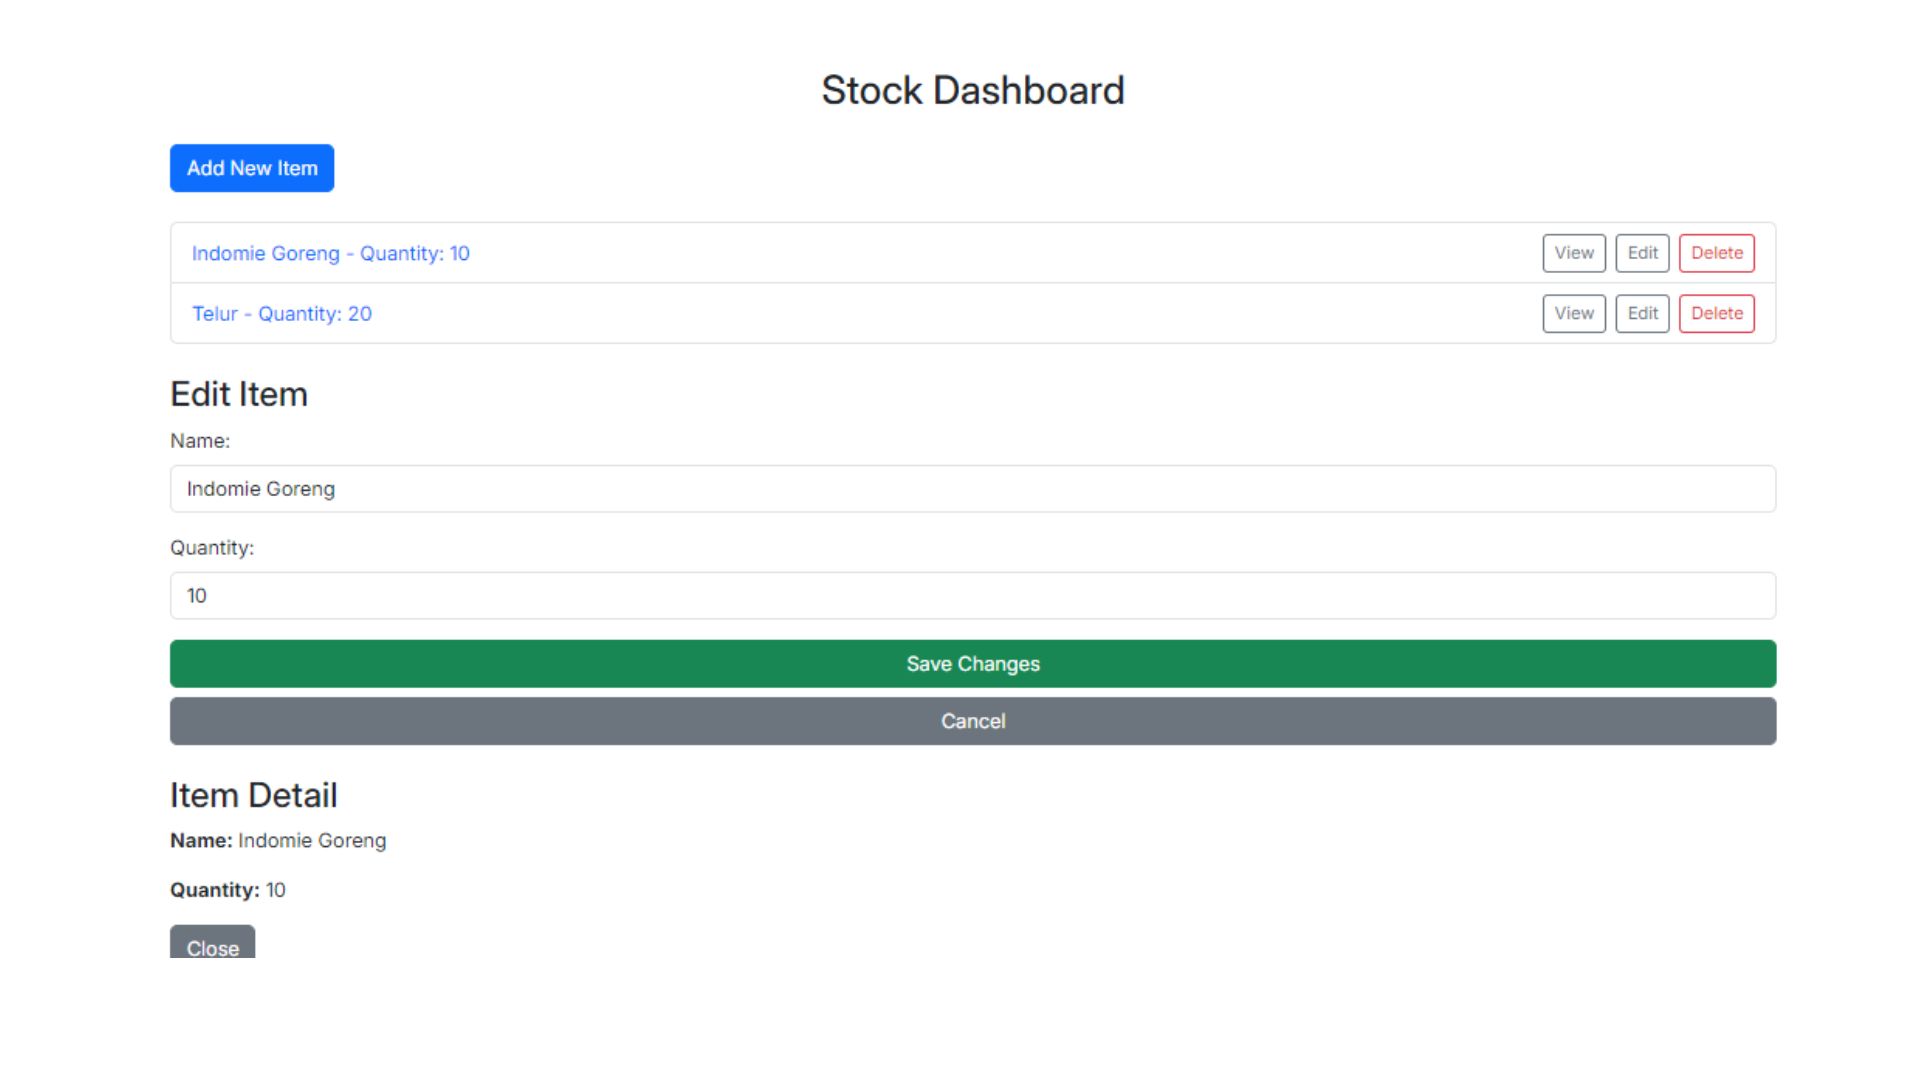 Stock Dashboard
Add New Item
Indomie Goreng - Quantity: 10 View Edit Delete
Telur - Quantity: 20 View Edit Delete
Edit Item
Name:
Indomie Goreng
Quantity:
10
Save Changes
Cancel
Item Detail
Name: Indomie Goreng
Quantity: 10
Close